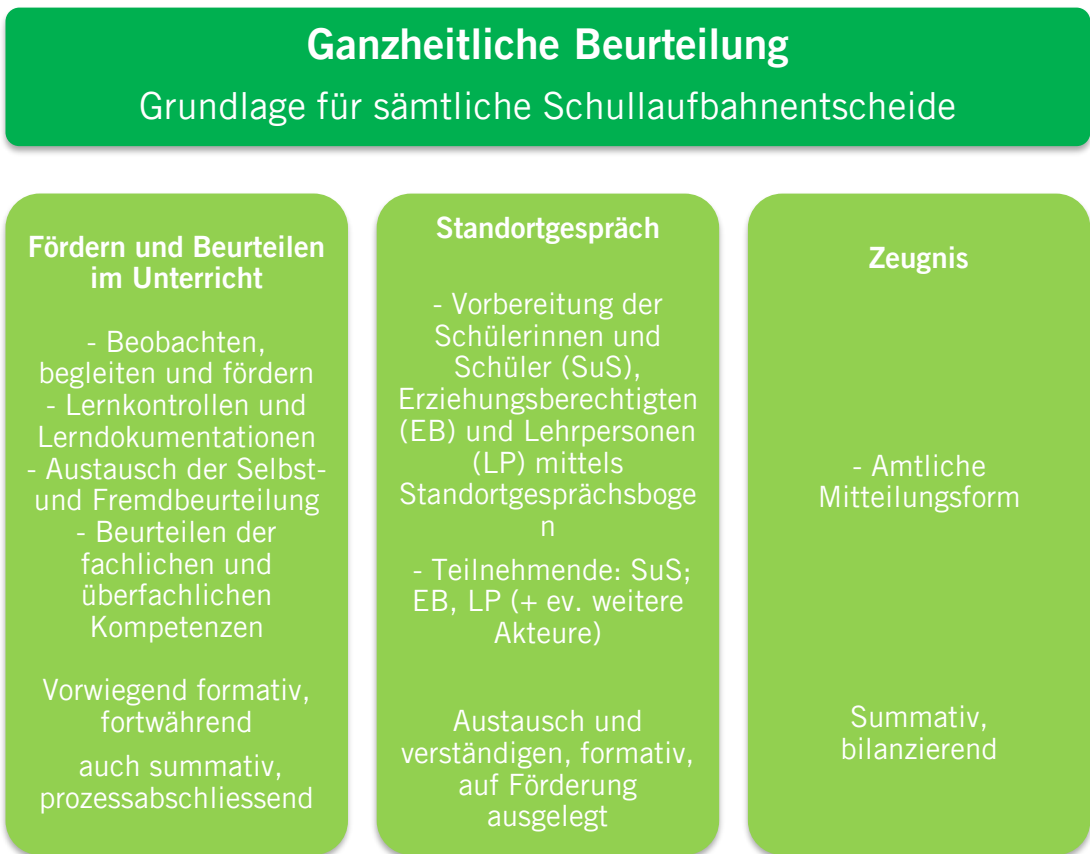 Ganzheitliche Beurteilung
Grundlage für sämtliche Schullaufbahnentscheide
Fördern und Beurteilen
im Unterricht
- Beobachten,
begleiten und fördern
- Lernkontrollen und
Lerndokumentationen
- Austausch der Selbst-
und Fremdbeurteilung
- Beurteilen der
fachlichen und
überfachlichen
Kompetenzen
Vorwiegend formativ,
fortwährend
auch summativ,
prozessabschliessend
Standortgespräch
- Vorbereitung der
Schülerinnen und
Schüler (SuS),
Erziehungsberechtigten
(EB) und Lehrpersonen
(LP) mittels
Standortgesprächsboge
n
- Teilnehmende: SuS;
EB, LP (+ ev. weitere
Akteure)
Austausch und
verständigen, formativ,
auf Förderung
ausgelegt
Zeugnis
- Amtliche
Mitteilungsform
Summativ,
bilanzierend